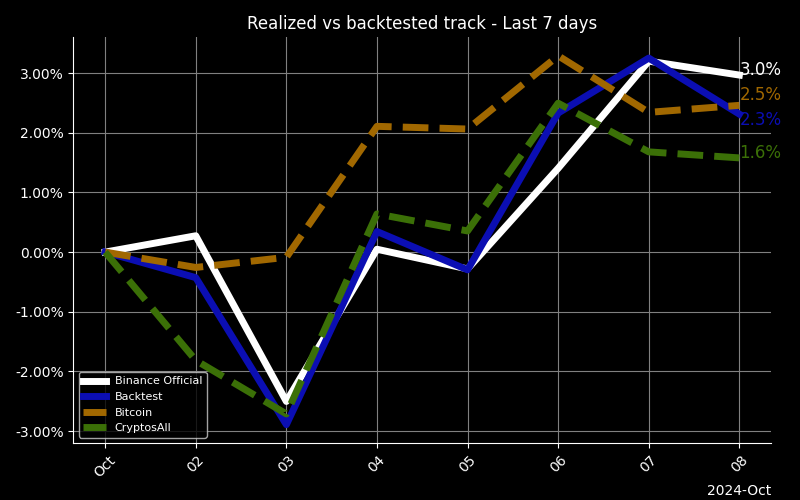 Realized vs backtested track - Last 7 days
3.00%
2.00%
1.00%
0.00%
-1.00%
-2.00%
-3.00%
3.0%
2.5%
2.3%
1.6%
Binance Official
Backtest
Bitcoin
CryptosAll
Oct
02
03
04
05
06
07
08
2024-Oct